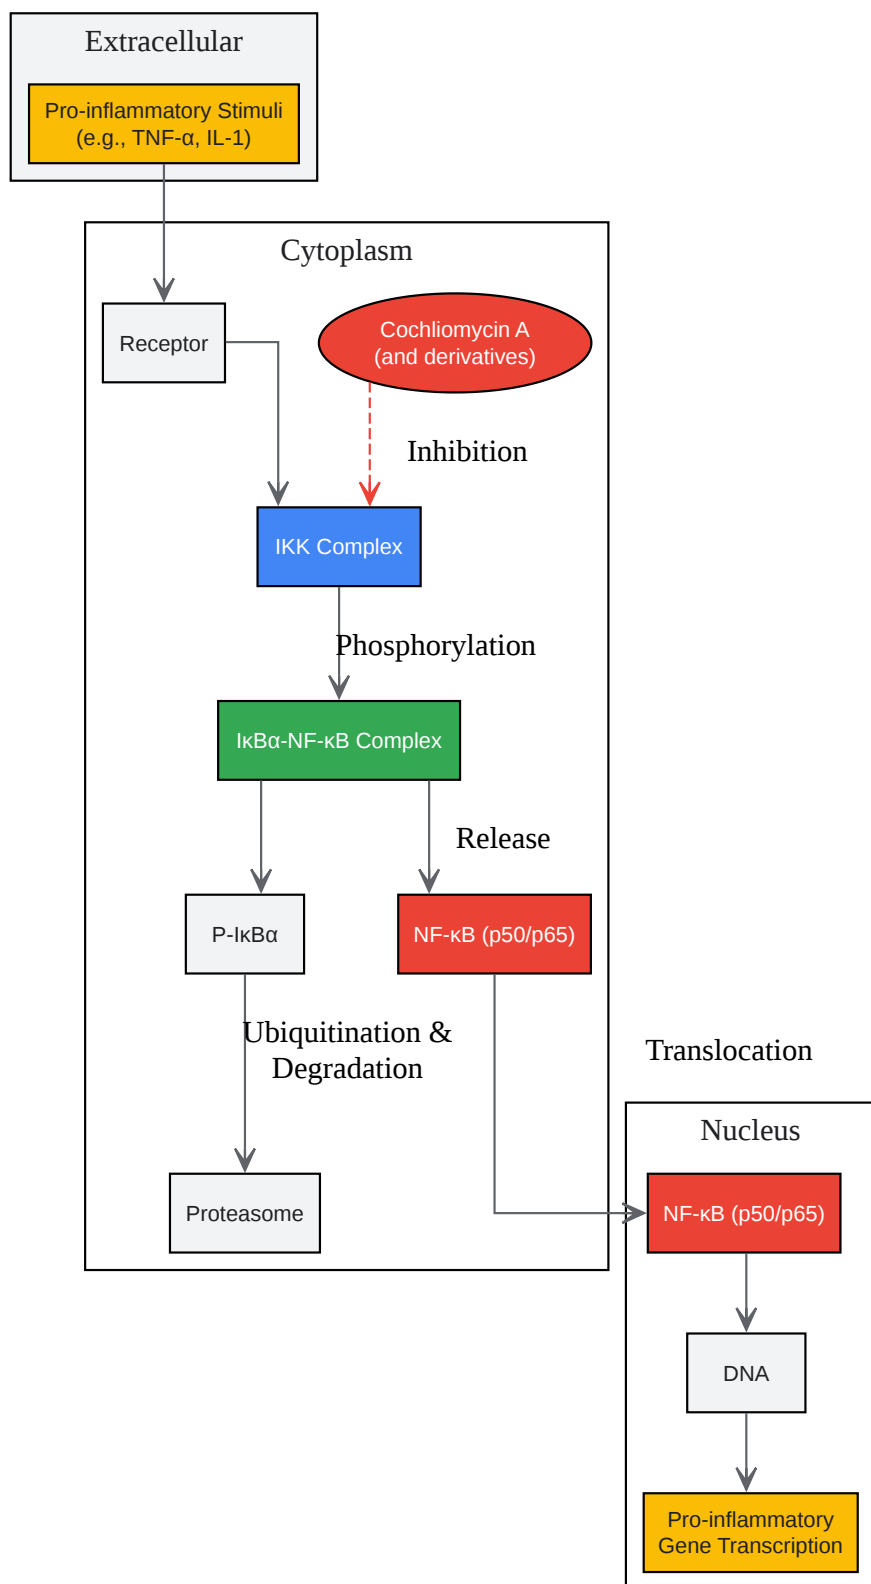 Extracellular
Pro-inflammatory Stimuli
(e.g., TNF-α, IL-1)
Cytoplasm
Receptor
Cochliomycin A
(and derivatives)
Inhibition
IKK Complex
Phosphorylation
IκBα-NF-κB Complex
Release
P-IκBα
NF-κB (p50/p65)
Ubiquitination &
Degradation
Translocation
Nucleus
Proteasome
NF-κB (p50/p65)
DNA
Pro-inflammatory
Gene Transcription